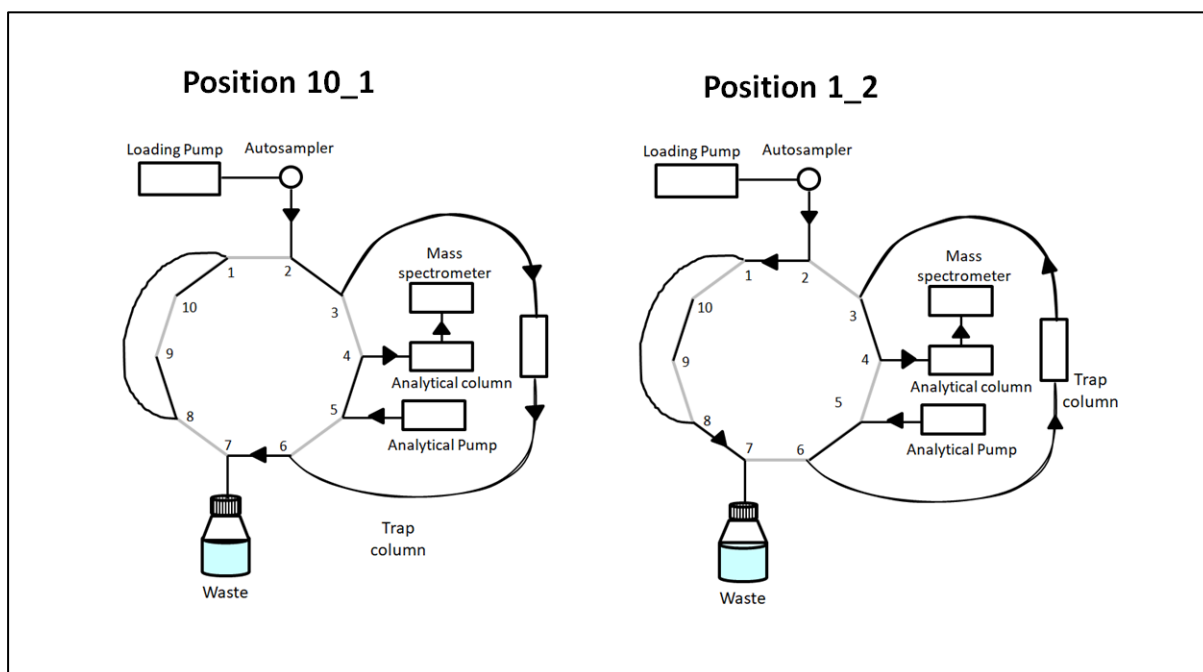 Position 10_1
Loading Pump
Autosampler
1
2
3
4
5
6
7
8
9
10
Mass
spectrometer
Analytical column
Analytical Pump
Trap
column
Waste
Position 1_2
Loading Pump
Autosampler
1
2
3
4
5
6
7
8
9
10
Mass
spectrometer
Analytical column
Analytical Pump
Trap
column
Waste